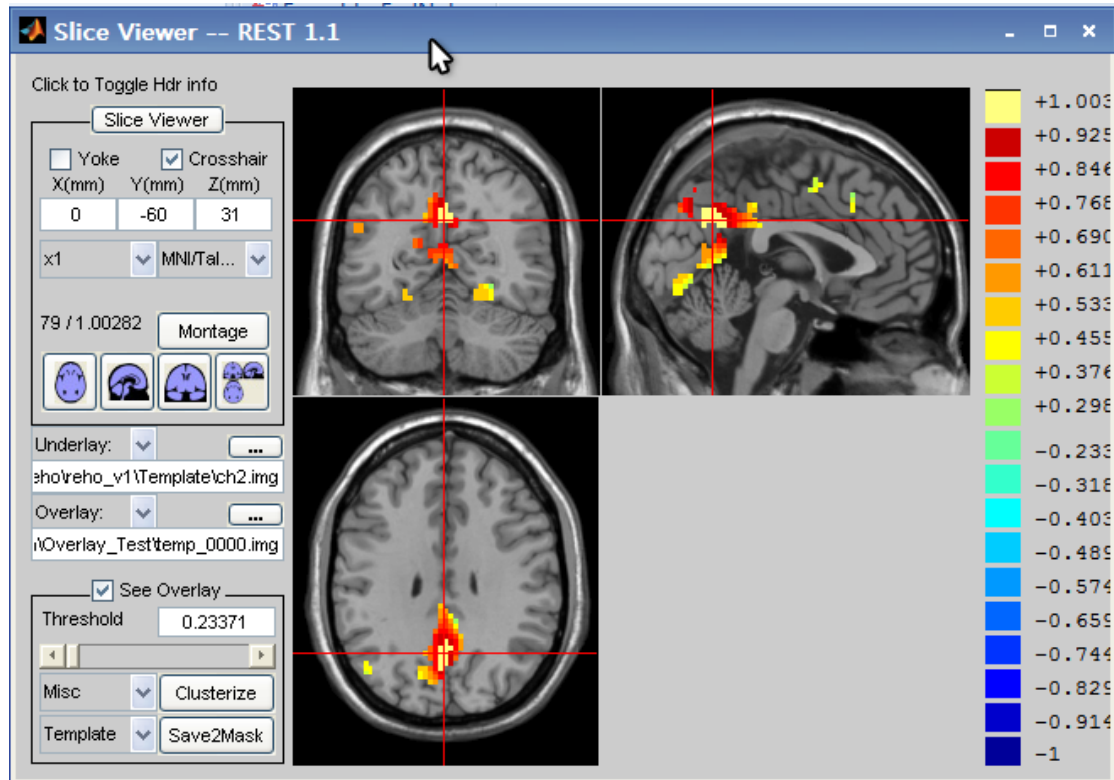 Slice Viewer -- REST 1.1
Click to Toggle Hdr info
Slice Viewer
Yoke Crosshair
X(mm) Y(mm) Z(mm)
0 -60 31
x1 MNI/Tal...
79 / 1.00282 Montage
Underlay: ...
eho\reho_v1\Template\ch2.img
Overlay: ...
\Overlay_Test\temp_0000.img
See Overlay
Threshold 0.23371
Misc Clusterize
Template Save2Mask
+1.003
+0.925
+0.846
+0.768
+0.690
+0.611
+0.533
+0.455
+0.376
+0.298
-0.233
-0.318
-0.403
-0.489
-0.574
-0.659
-0.744
-0.829
-0.914
-1